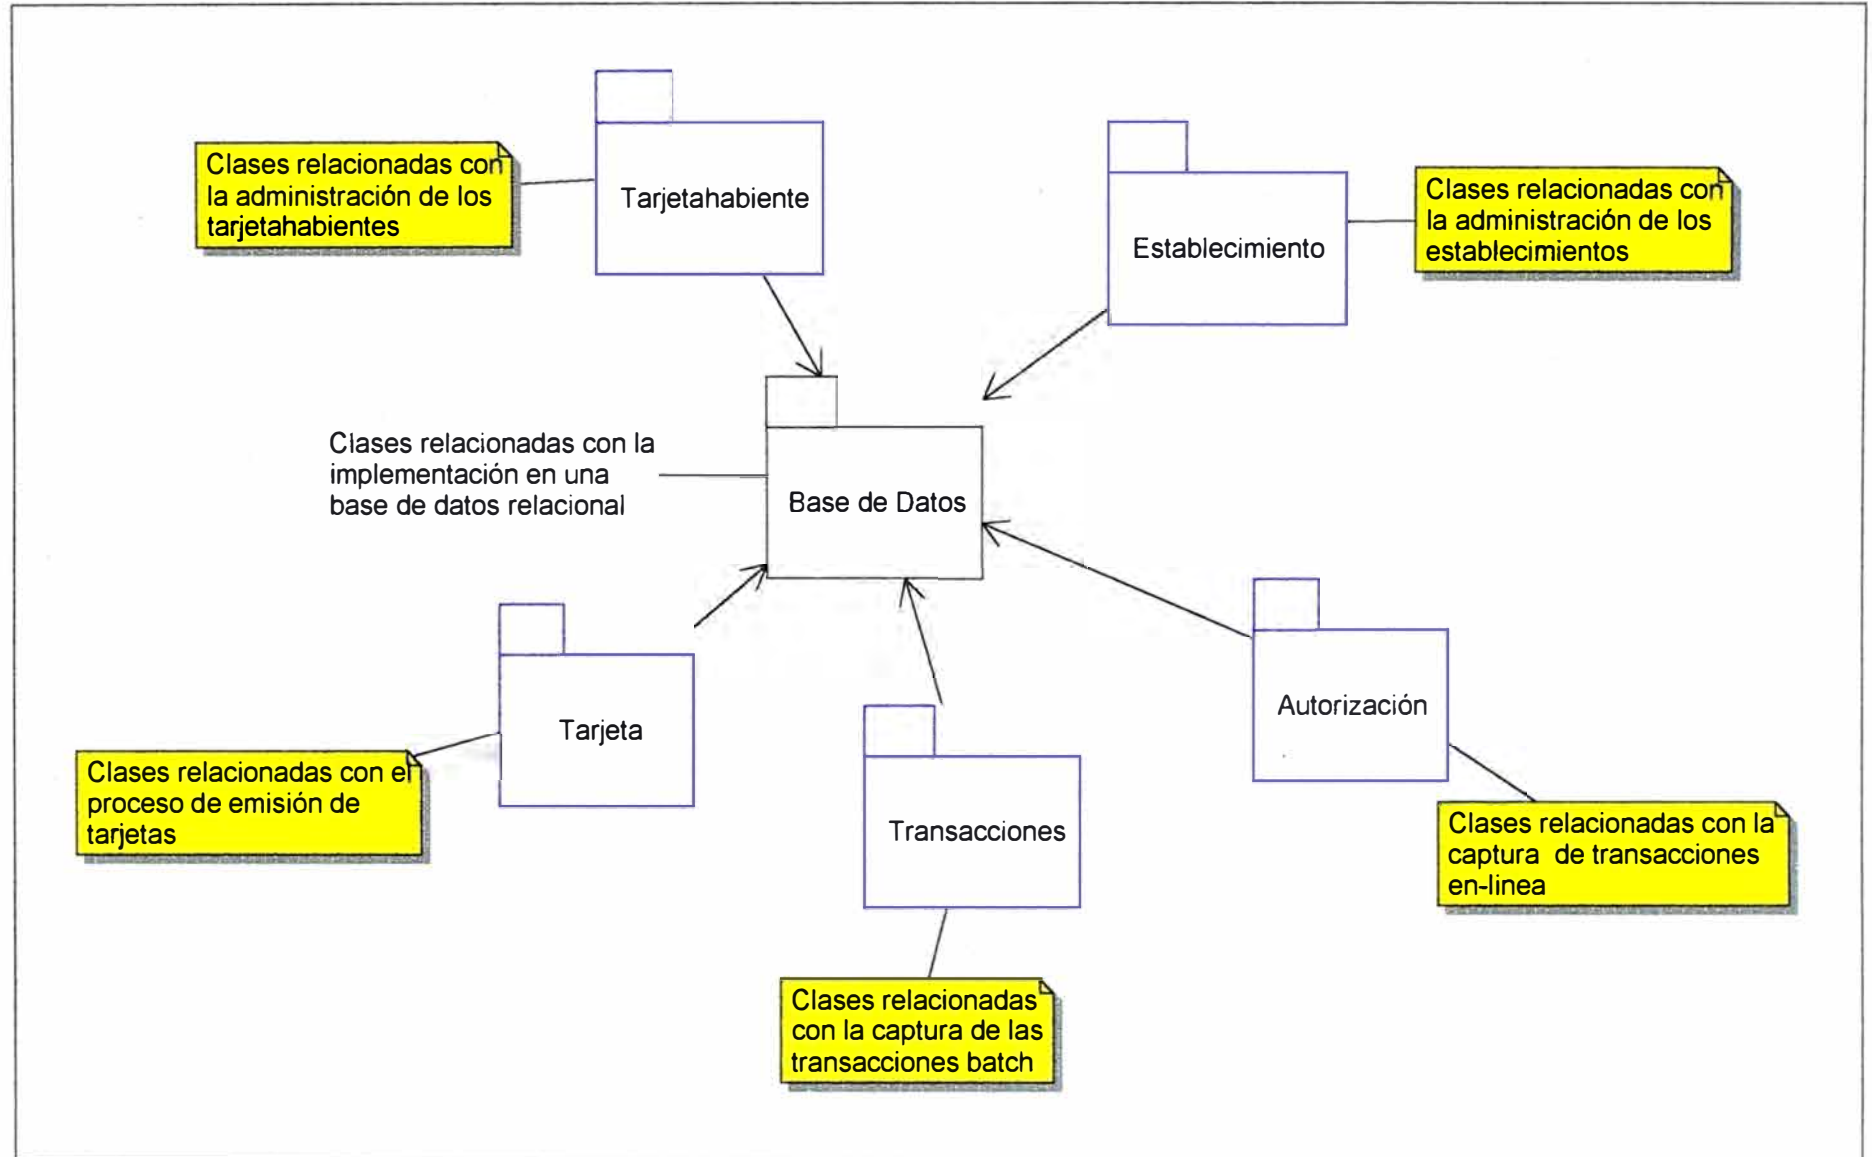 Clases relacionadas con
la administración de los
tarjetahabientes
Tarjetahabiente
Establecimiento
Clases relacionadas con
la administración de los
establecimientos
Clases relacionadas con la
implementación en una
base de datos relacional
Base de Datos
Tarjeta
Clases relacionadas con el
proceso de emisión de
tarjetas
Transacciones
Clases relacionadas
con la captura de las
transacciones batch
Autorización
Clases relacionadas con la
captura  de transacciones
en-linea